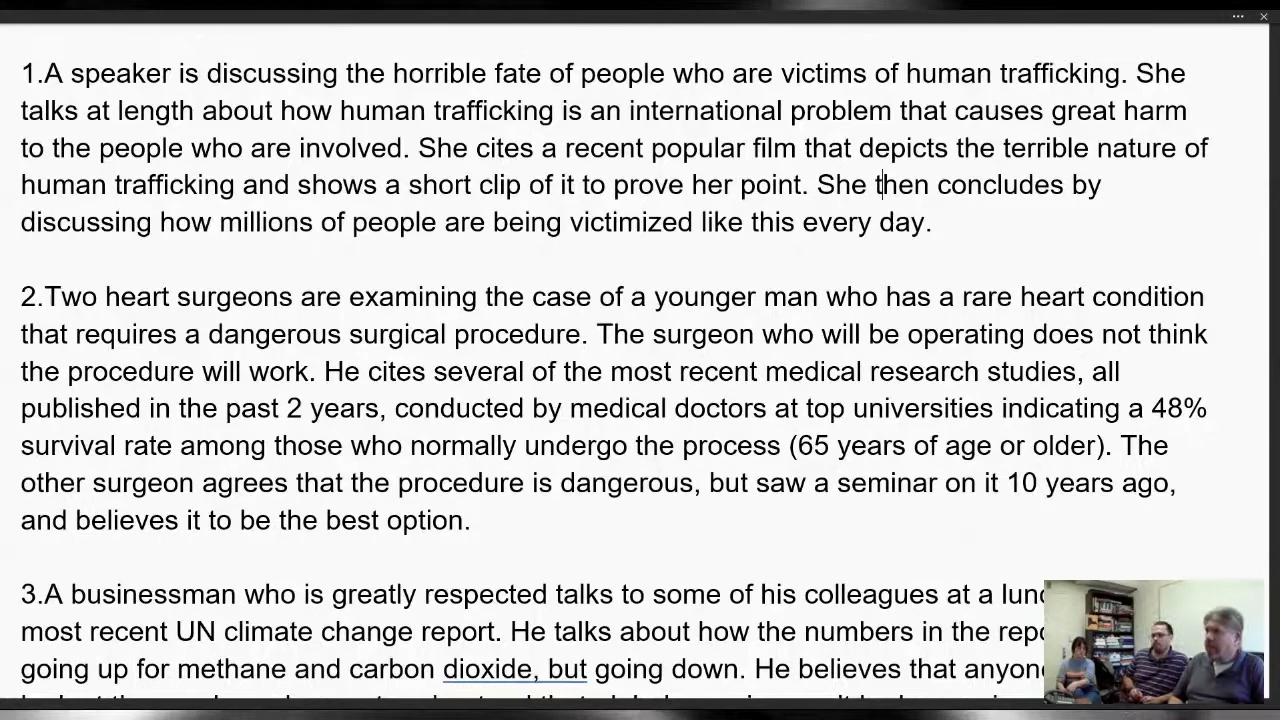 1.A speaker is discussing the horrible fate of people who are victims of human trafficking. She
talks at length about how human trafficking is an international problem that causes great harm
to the people who are involved. She cites a recent popular film that depicts the terrible nature of
human trafficking and shows a short clip of it to prove her point. She then concludes by
discussing how millions of people are being victimized like this every day.
2.Two heart surgeons are examining the case of a younger man who has a rare heart condition
that requires a dangerous surgical procedure. The surgeon who will be operating does not think
the procedure will work. He cites several of the most recent medical research studies, all
published in the past 2 years, conducted by medical doctors at top universities indicating a 48%
survival rate among those who normally undergo the process (65 years of age or older). The
other surgeon agrees that the procedure is dangerous, but saw a seminar on it 10 years ago,
and believes it to be the best option.
3.A businessman who is greatly respected talks to some of his colleagues at a
most recent UN climate change report. He talks about how the numbers in the
going up for methane and carbon dioxide, but going down. He believes that